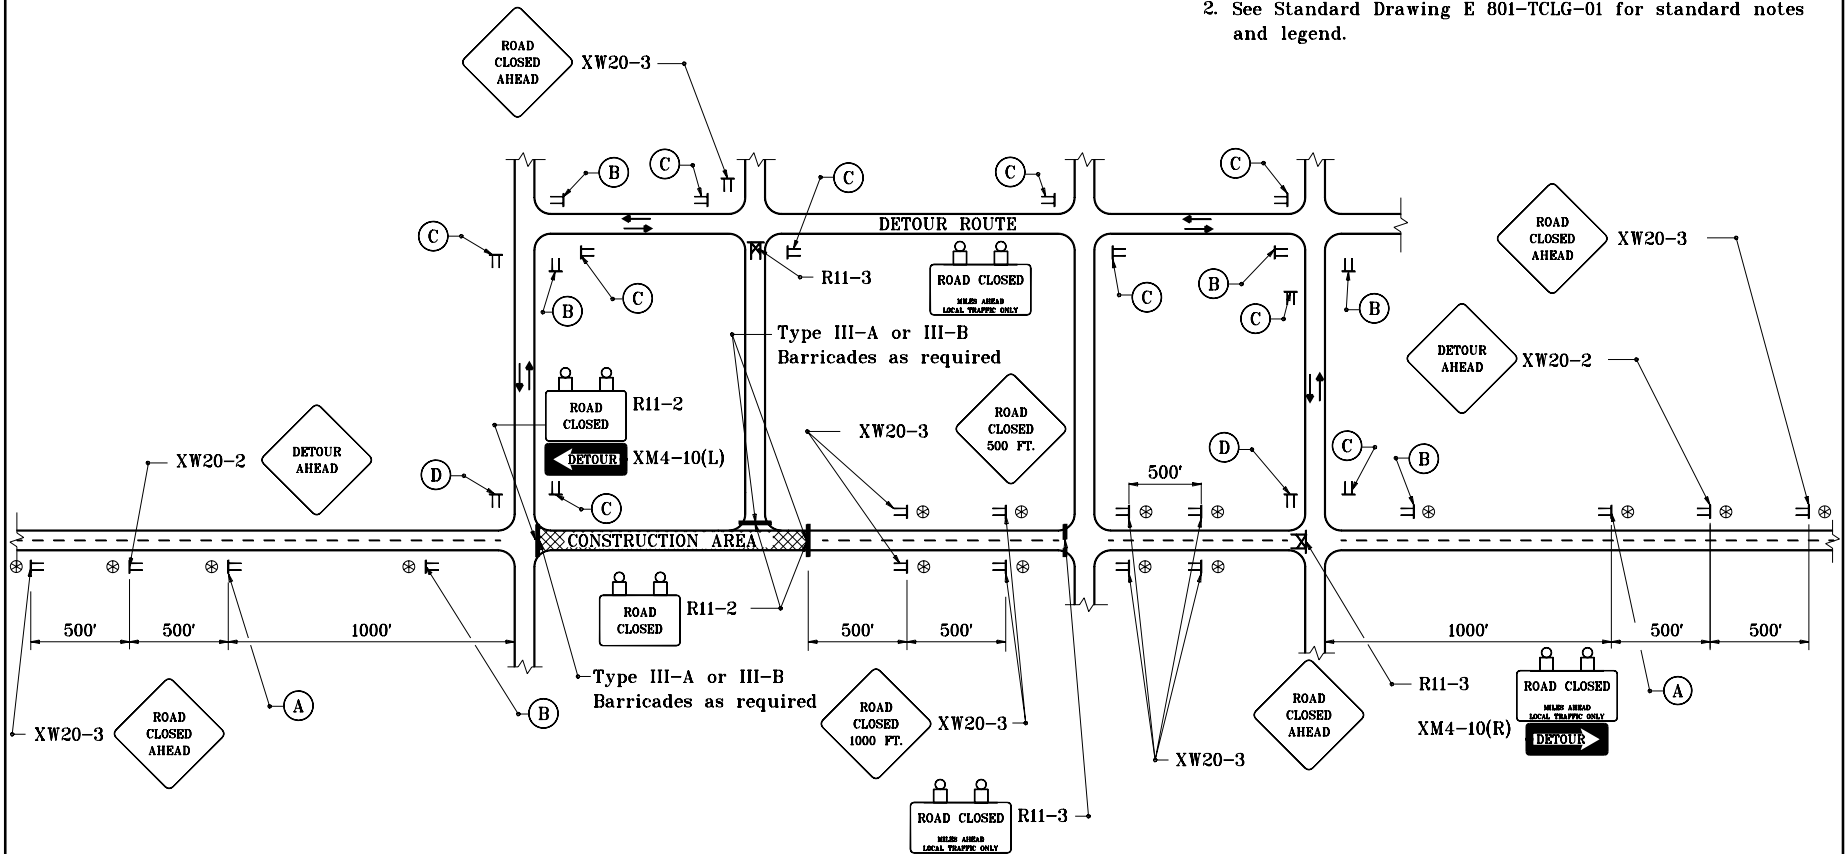 2. See Standard Drawing E 801-TCLG-01 for standard notes
and legend.
ROAD
CLOSED
AHEAD
XW20-3
B
C
C
C
C
C
DETOUR ROUTE
ROAD
CLOSED
AHEAD
XW20-3
B
C
R11-3
ROAD CLOSED
MILES AHEAD
LOCAL TRAFFIC ONLY
C
B
C
B
Type III-A or III-B
Barricades as required
DETOUR
AHEAD
XW20-2
ROAD
CLOSED
R11-2
DETOUR
XM4-10(L)
ROAD
CLOSED
500 FT.
XW20-3
XW20-2
DETOUR
AHEAD
D
C
500'
D
C
B
CONSTRUCTION AREA
ROAD
CLOSED
R11-2
500'
500'
1000'
500'
500'
1000'
500'
500'
XW20-3
ROAD
CLOSED
AHEAD
A
B
Type III-A or III-B
Barricades as required
ROAD
CLOSED
1000 FT.
XW20-3
XW20-3
ROAD
CLOSED
AHEAD
R11-3
ROAD CLOSED
MILES AHEAD
LOCAL TRAFFIC ONLY
XM4-10(R)
DETOUR
A
ROAD CLOSED
MILES AHEAD
LOCAL TRAFFIC ONLY
R11-3